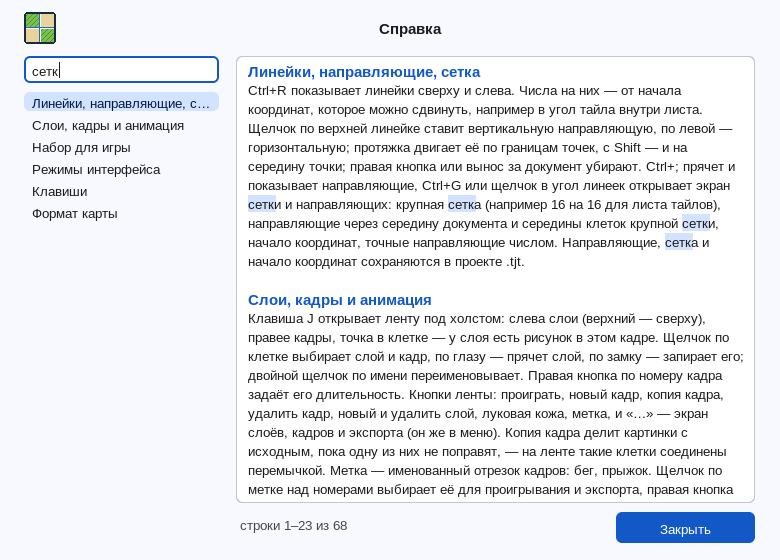 Справка
сетк
Линейки, направляющие, с…
Слои, кадры и анимация
Набор для игры
Режимы интерфейса
Клавиши
Формат карты
Линейки, направляющие, сетка
Ctrl+R показывает линейки сверху и слева. Числа на них — от начала
координат, которое можно сдвинуть, например в угол тайла внутри листа.
Щелчок по верхней линейке ставит вертикальную направляющую, по левой —
горизонтальную; протяжка двигает её по границам точек, с Shift — и на
середину точки; правая кнопка или вынос за документ убирают. Ctrl+; прячет и
показывает направляющие, Ctrl+G или щелчок в угол линеек открывает экран
сетки и направляющих: крупная сетка (например 16 на 16 для листа тайлов),
направляющие через середину документа и середины клеток крупной сетки,
начало координат, точные направляющие числом. Направляющие, сетка и
начало координат сохраняются в проекте .tjt.
Слои, кадры и анимация
Клавиша J открывает ленту под холстом: слева слои (верхний — сверху),
правее кадры, точка в клетке — у слоя есть рисунок в этом кадре. Щелчок по
клетке выбирает слой и кадр, по глазу — прячет слой, по замку — запирает его;
двойной щелчок по имени переименовывает. Правая кнопка по номеру кадра
задаёт его длительность. Кнопки ленты: проиграть, новый кадр, копия кадра,
удалить кадр, новый и удалить слой, луковая кожа, метка, и «…» — экран
слоёв, кадров и экспорта (он же в меню). Копия кадра делит картинки с
исходным, пока одну из них не поправят, — на ленте такие клетки соединены
перемычкой. Метка — именованный отрезок кадров: бег, прыжок. Щелчок по
метке над номерами выбирает её для проигрывания и экспорта, правая кнопка
строки 1–23 из 68
Закрыть